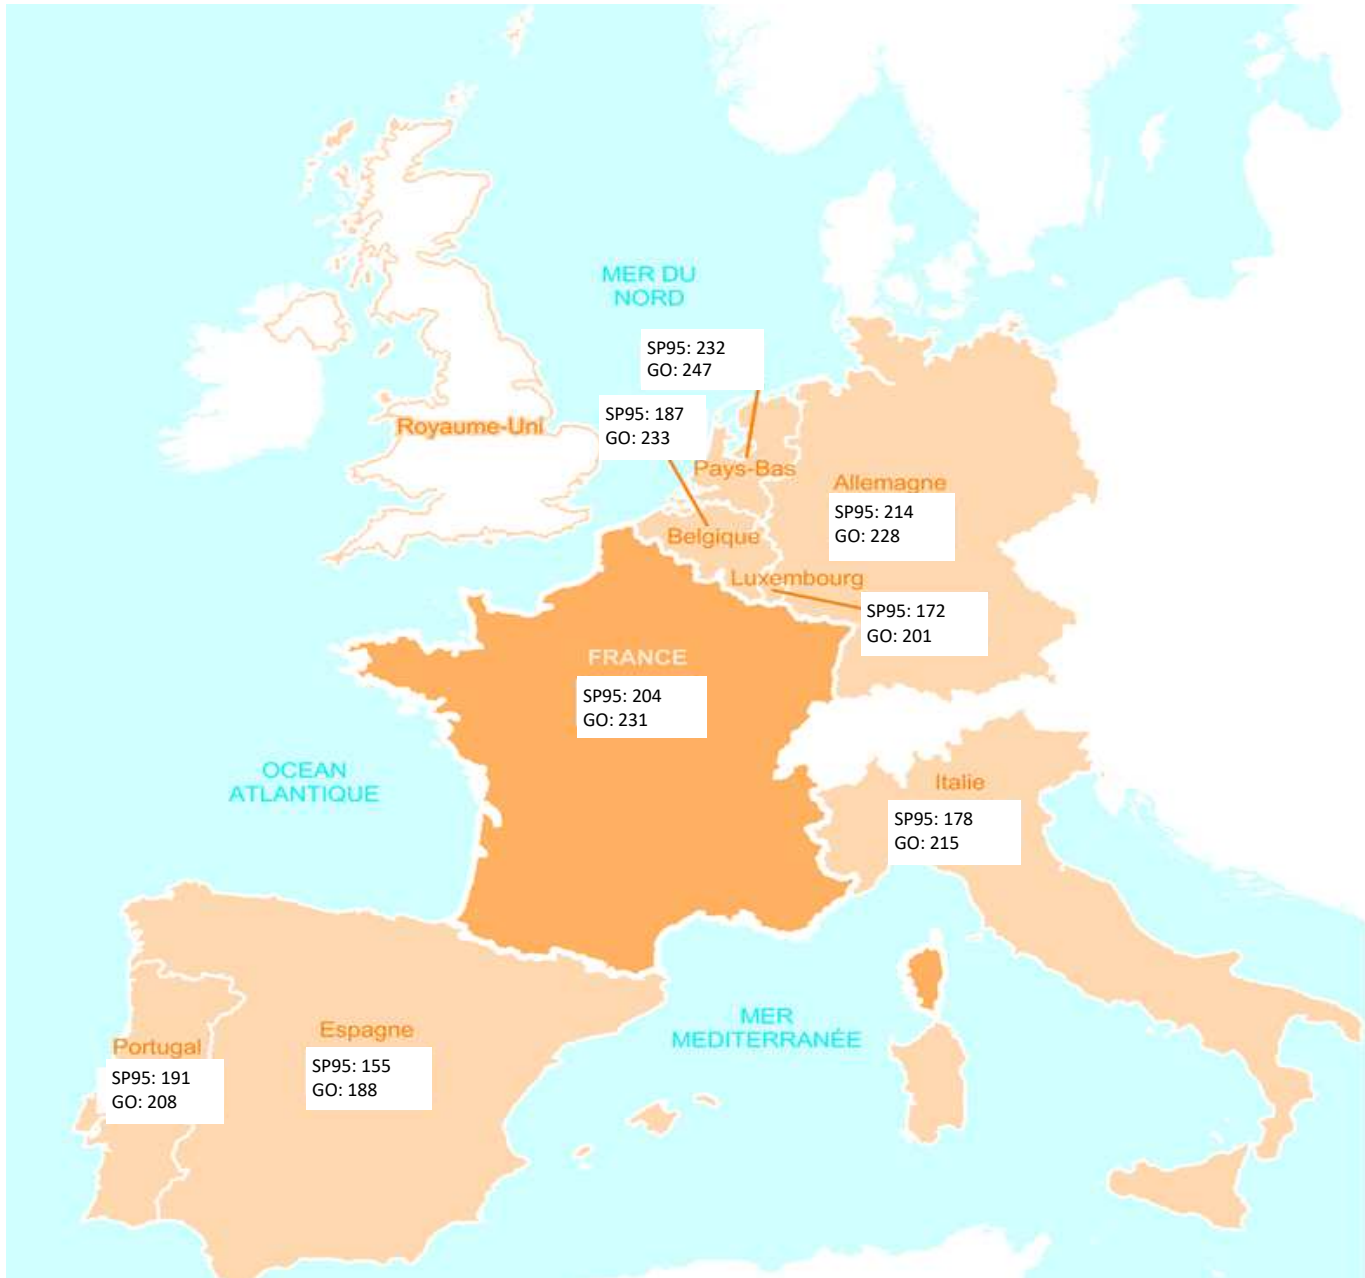 MER DU
NORD
SP95: 232
GO: 247
SP95: 187
GO: 233
Royaume-Uni
Pays-Bas
Allemagne
SP95: 214
GO: 228
Belgique
Luxembourg
SP95: 172
GO: 201
FRANCE
SP95: 204
GO: 231
OCEAN
ATLANTIQUE
Italie
SP95: 178
GO: 215
MER
MEDITERRANÉE
Espagne
SP95: 155
GO: 188
Portugal
SP95: 191
GO: 208